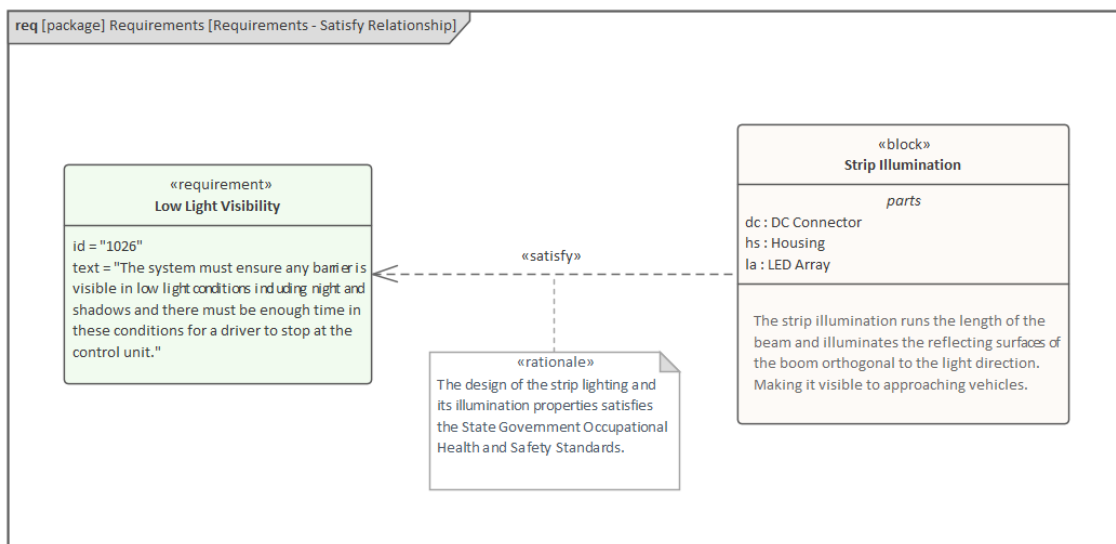 req [package] Requirements [Requirements - Satisfy Relationship]
«requirement»
Low Light Visibility
id = "1026"
text = "The system must ensure any barrier is
visible in low light conditions including night and
shadows and there must be enough time in
these conditions for a driver to stop at the
control unit."
«satisfy»
«rationale»
The design of the strip lighting and
its illumination properties satisfies
the State Government Occupational
Health and Safety Standards.
«block»
Strip Illumination
parts
dc : DC Connector
hs : Housing
la : LED Array
The strip illumination runs the length of the
beam and illuminates the reflecting surfaces of
the boom orthogonal to the light direction.
Making it visible to approaching vehicles.